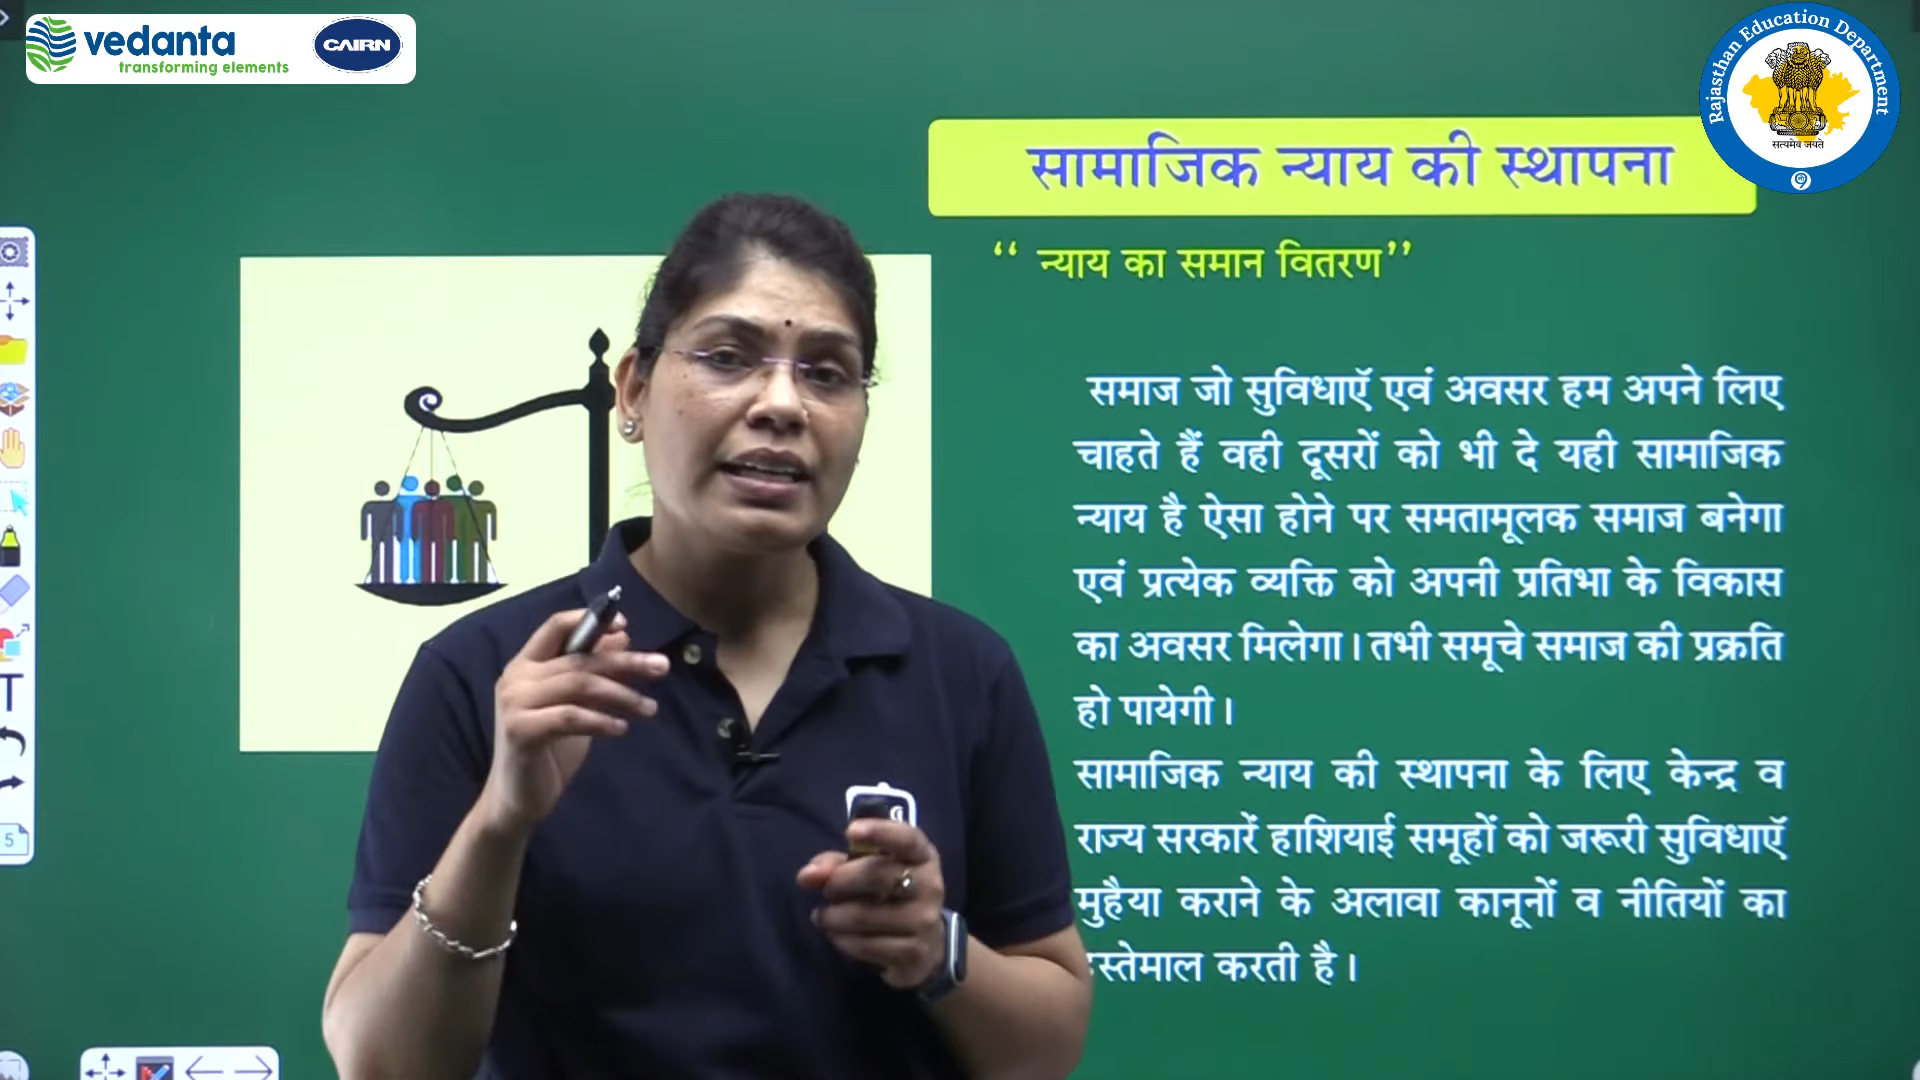 vedanta
transforming elements
CAIRN
Rajasthan Education Department
सत्यमेव जयते
सामाजिक न्याय की स्थापना
“ न्याय का समान वितरण”
समाज जो सुविधाऍ एवं अवसर हम अपने लिए
चाहते हैं वही दूसरों को भी दे यही सामाजिक
न्याय है ऐसा होने पर समतामूलक समाज बनेगा
एवं प्रत्येक व्यक्ति को अपनी प्रतिभा के विकास
का अवसर मिलेगा। तभी समूचे समाज की प्रक्रति
हो पायेगी।
सामाजिक न्याय की स्थापना के लिए केन्द्र व
राज्य सरकारें हाशियाई समूहों को जरूरी सुविधाऍ
मुहैया कराने के अलावा कानूनों व नीतियों का
करती है।
T
5